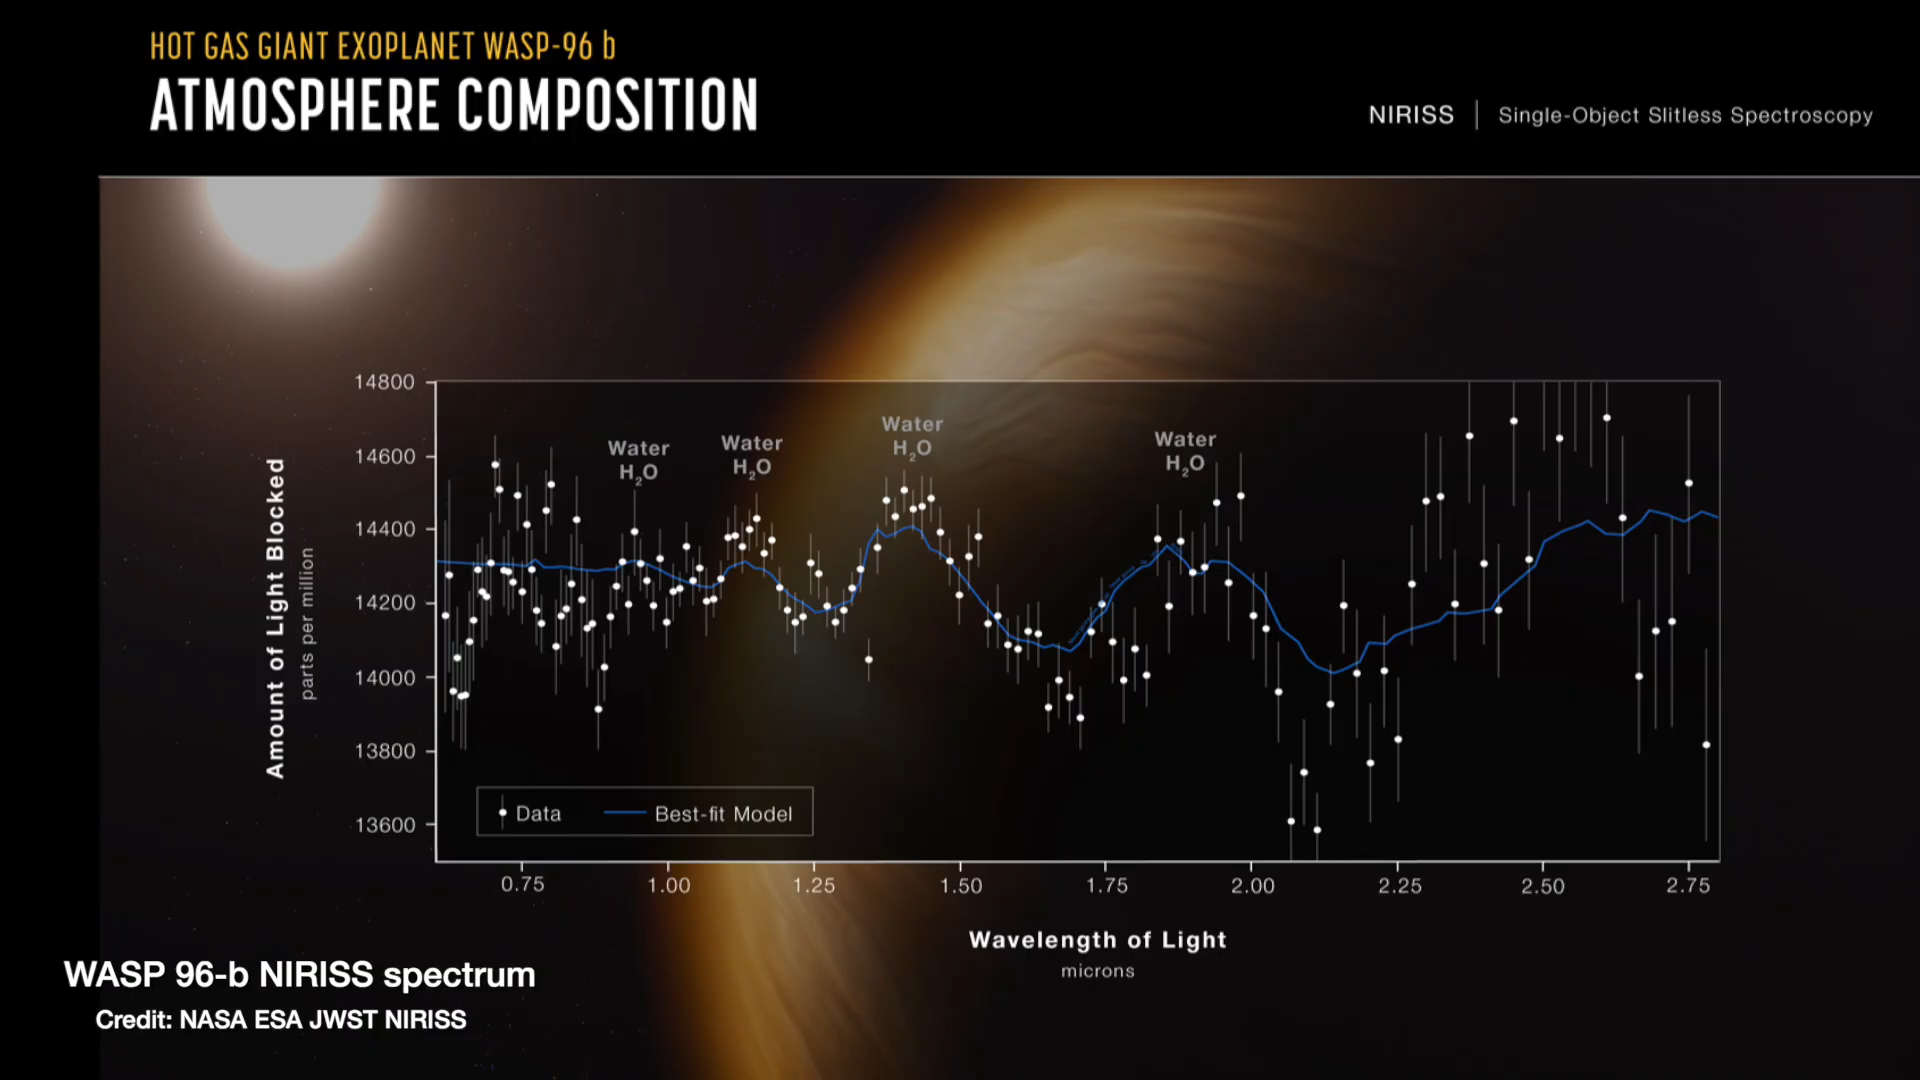 HOT GAS GIANT EXOPLANET WASP-96 b
ATMOSPHERE COMPOSITION
NIRISS | Single-Object Slitless Spectroscopy
Amount of Light Blocked
parts per million
14800
14600
14400
14200
14000
13800
13600
Water
H₂O
Water
H₂O
Water
H₂O
Water
H₂O
Data
Best-fit Model
0.75 1.00 1.25 1.50 1.75 2.00 2.25 2.50 2.75
Wavelength of Light
microns
WASP 96-b NIRISS spectrum
Credit: NASA ESA JWST NIRISS